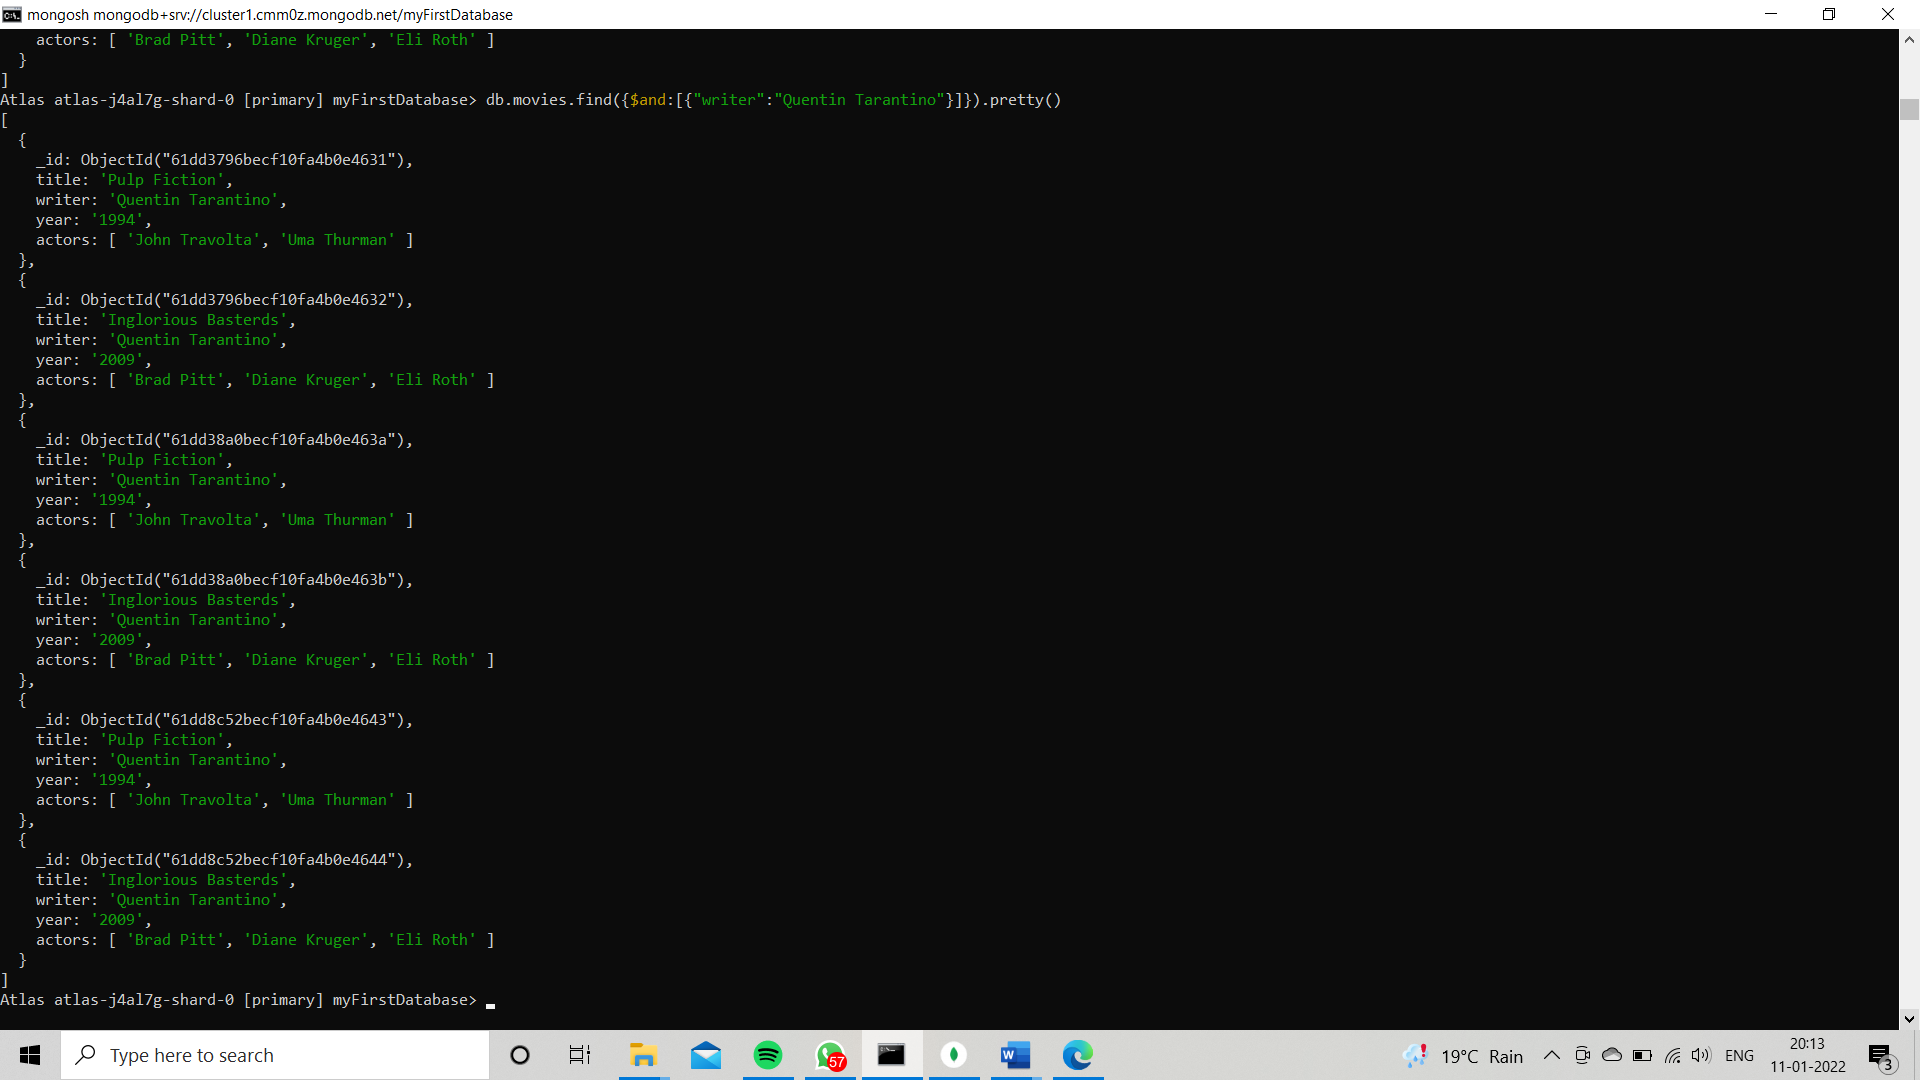 mongosh mongodb+srv://cluster1.cmm0z.mongodb.net/myFirstDatabase
    actors: [ 'Brad Pitt', 'Diane Kruger', 'Eli Roth' ]
  }
]
Atlas atlas-j4al7g-shard-0 [primary] myFirstDatabase> db.movies.find({$and:[{"writer":"Quentin Tarantino"}]}).pretty()
[
  {
    _id: ObjectId("61dd3796becf10fa4b0e4631"),
    title: 'Pulp Fiction',
    writer: 'Quentin Tarantino',
    year: '1994',
    actors: [ 'John Travolta', 'Uma Thurman' ]
  },
  {
    _id: ObjectId("61dd3796becf10fa4b0e4632"),
    title: 'Inglorious Basterds',
    writer: 'Quentin Tarantino',
    year: '2009',
    actors: [ 'Brad Pitt', 'Diane Kruger', 'Eli Roth' ]
  },
  {
    _id: ObjectId("61dd38a0becf10fa4b0e463a"),
    title: 'Pulp Fiction',
    writer: 'Quentin Tarantino',
    year: '1994',
    actors: [ 'John Travolta', 'Uma Thurman' ]
  },
  {
    _id: ObjectId("61dd38a0becf10fa4b0e463b"),
    title: 'Inglorious Basterds',
    writer: 'Quentin Tarantino',
    year: '2009',
    actors: [ 'Brad Pitt', 'Diane Kruger', 'Eli Roth' ]
  },
  {
    _id: ObjectId("61dd8c52becf10fa4b0e4643"),
    title: 'Pulp Fiction',
    writer: 'Quentin Tarantino',
    year: '1994',
    actors: [ 'John Travolta', 'Uma Thurman' ]
  },
  {
    _id: ObjectId("61dd8c52becf10fa4b0e4644"),
    title: 'Inglorious Basterds',
    writer: 'Quentin Tarantino',
    year: '2009',
    actors: [ 'Brad Pitt', 'Diane Kruger', 'Eli Roth' ]
  }
]
Atlas atlas-j4al7g-shard-0 [primary] myFirstDatabase>
Type here to search
57
W
19°C Rain
ENG
20:13
11-01-2022
3